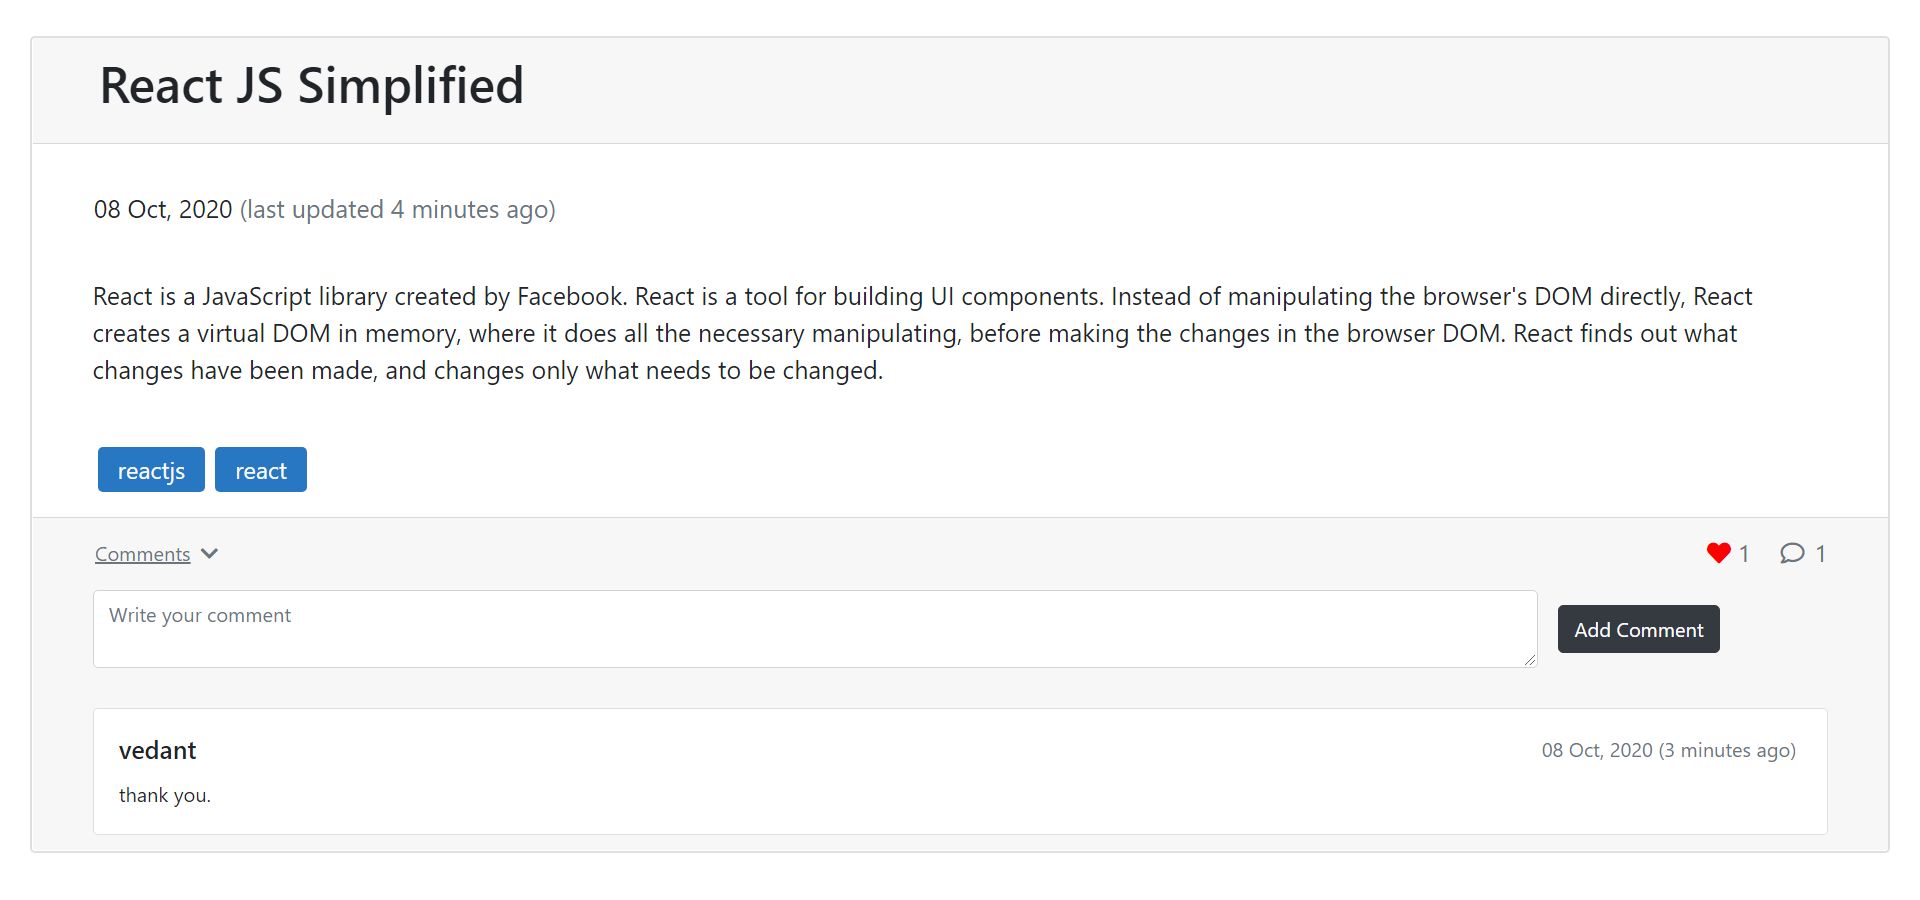 React JS Simplified
08 Oct, 2020 (last updated 4 minutes ago)
React is a JavaScript library created by Facebook. React is a tool for building UI components. Instead of manipulating the browser's DOM directly, React
creates a virtual DOM in memory, where it does all the necessary manipulating, before making the changes in the browser DOM. React finds out what
changes have been made, and changes only what needs to be changed.
reactjs react
Comments 1 1
Write your comment
Add Comment
vedant 08 Oct, 2020 (3 minutes ago)
thank you.